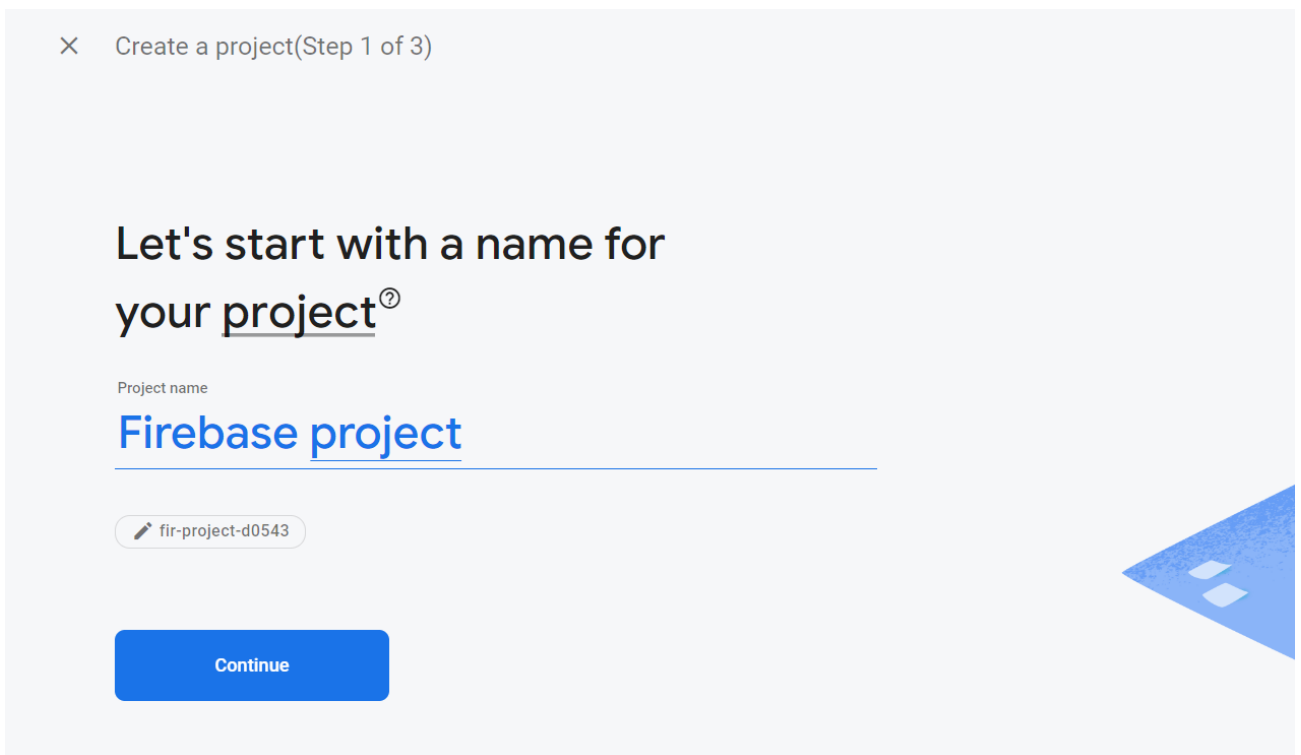 Create a project(Step 1 of 3)
Let's start with a name for
your project
Project name
Firebase project
fir-project-d0543
Continue